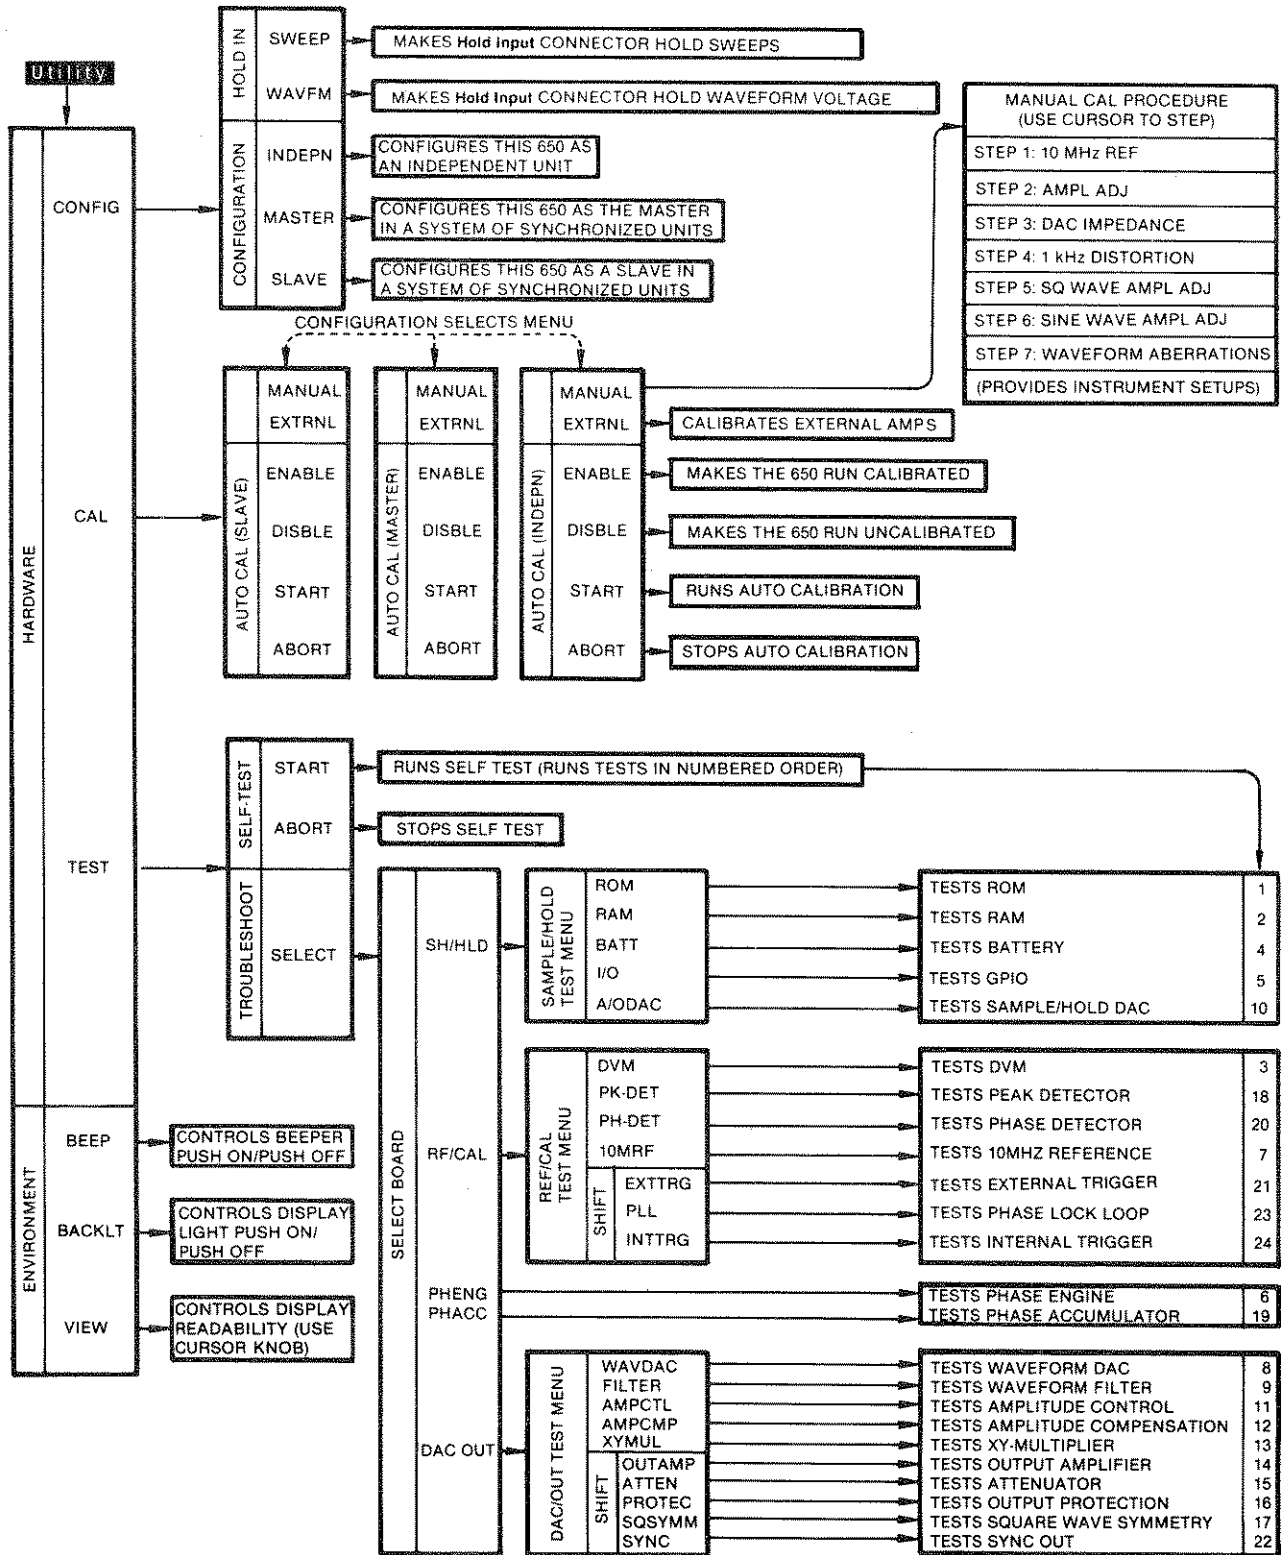 Utility
HARDWARE
CONFIG
CAL
TEST
ENVIRONMENT
BEEP
BACKLT
VIEW
HOLD IN
SWEEP
MAKES Hold Input CONNECTOR HOLD SWEEPS
WAVFM
MAKES Hold Input CONNECTOR HOLD WAVEFORM VOLTAGE
CONFIGURATION
INDEPN
CONFIGURES THIS 650 AS
AN INDEPENDENT UNIT
MASTER
CONFIGURES THIS 650 AS THE MASTER
IN A SYSTEM OF SYNCHRONIZED UNITS
SLAVE
CONFIGURES THIS 650 AS A SLAVE IN
A SYSTEM OF SYNCHRONIZED UNITS
MANUAL CAL PROCEDURE
(USE CURSOR TO STEP)
STEP 1: 10 MHz REF
STEP 2: AMPL ADJ
STEP 3: DAC IMPEDANCE
STEP 4: 1 kHz DISTORTION
STEP 5: SQ WAVE AMPL ADJ
STEP 6: SINE WAVE AMPL ADJ
STEP 7: WAVEFORM ABERRATIONS
(PROVIDES INSTRUMENT SETUPS)
CONFIGURATION SELECTS MENU
AUTO CAL (SLAVE)
MANUAL
EXTRNL
ENABLE
DISBLE
START
ABORT
AUTO CAL (MASTER)
MANUAL
EXTRNL
ENABLE
DISBLE
START
ABORT
AUTO CAL (INDEPN)
MANUAL
EXTRNL
CALIBRATES EXTERNAL AMPS
ENABLE
MAKES THE 650 RUN CALIBRATED
DISBLE
MAKES THE 650 RUN UNCALIBRATED
START
RUNS AUTO CALIBRATION
ABORT
STOPS AUTO CALIBRATION
SELF-TEST
START
RUNS SELF TEST (RUNS TESTS IN NUMBERED ORDER)
ABORT
STOPS SELF TEST
TROUBLESHOOT
SELECT
SELECT BOARD
SH/HLD
SAMPLE/HOLD
TEST MENU
ROM TESTS ROM 1
RAM TESTS RAM 2
BATT TESTS BATTERY 4
I/O TESTS GPIO 5
A/ODAC TESTS SAMPLE/HOLD DAC 10
RF/CAL
REF/CAL
TEST MENU
DVM TESTS DVM 3
PK-DET TESTS PEAK DETECTOR 18
PH-DET TESTS PHASE DETECTOR 20
10MRF TESTS 10MHZ REFERENCE 7
SHIFT
EXTTRG TESTS EXTERNAL TRIGGER 21
PLL TESTS PHASE LOCK LOOP 23
INTTRG TESTS INTERNAL TRIGGER 24
PHENG TESTS PHASE ENGINE 6
PHACC TESTS PHASE ACCUMULATOR 19
DAC OUT
DAC/OUT TEST MENU
WAVDAC TESTS WAVEFORM DAC 8
FILTER TESTS WAVEFORM FILTER 9
AMPCTL TESTS AMPLITUDE CONTROL 11
AMPCMP TESTS AMPLITUDE COMPENSATION 12
XYMUL TESTS XY-MULTIPLIER 13
SHIFT
OUTAMP TESTS OUTPUT AMPLIFIER 14
ATTEN TESTS ATTENUATOR 15
PROTEC TESTS OUTPUT PROTECTION 16
SQSYMM TESTS SQUARE WAVE SYMMETRY 17
SYNC TESTS SYNC OUT 22
CONTROLS BEEPER
PUSH ON/PUSH OFF
CONTROLS DISPLAY
LIGHT PUSH ON/
PUSH OFF
CONTROLS DISPLAY
READABILITY (USE
CURSOR KNOB)